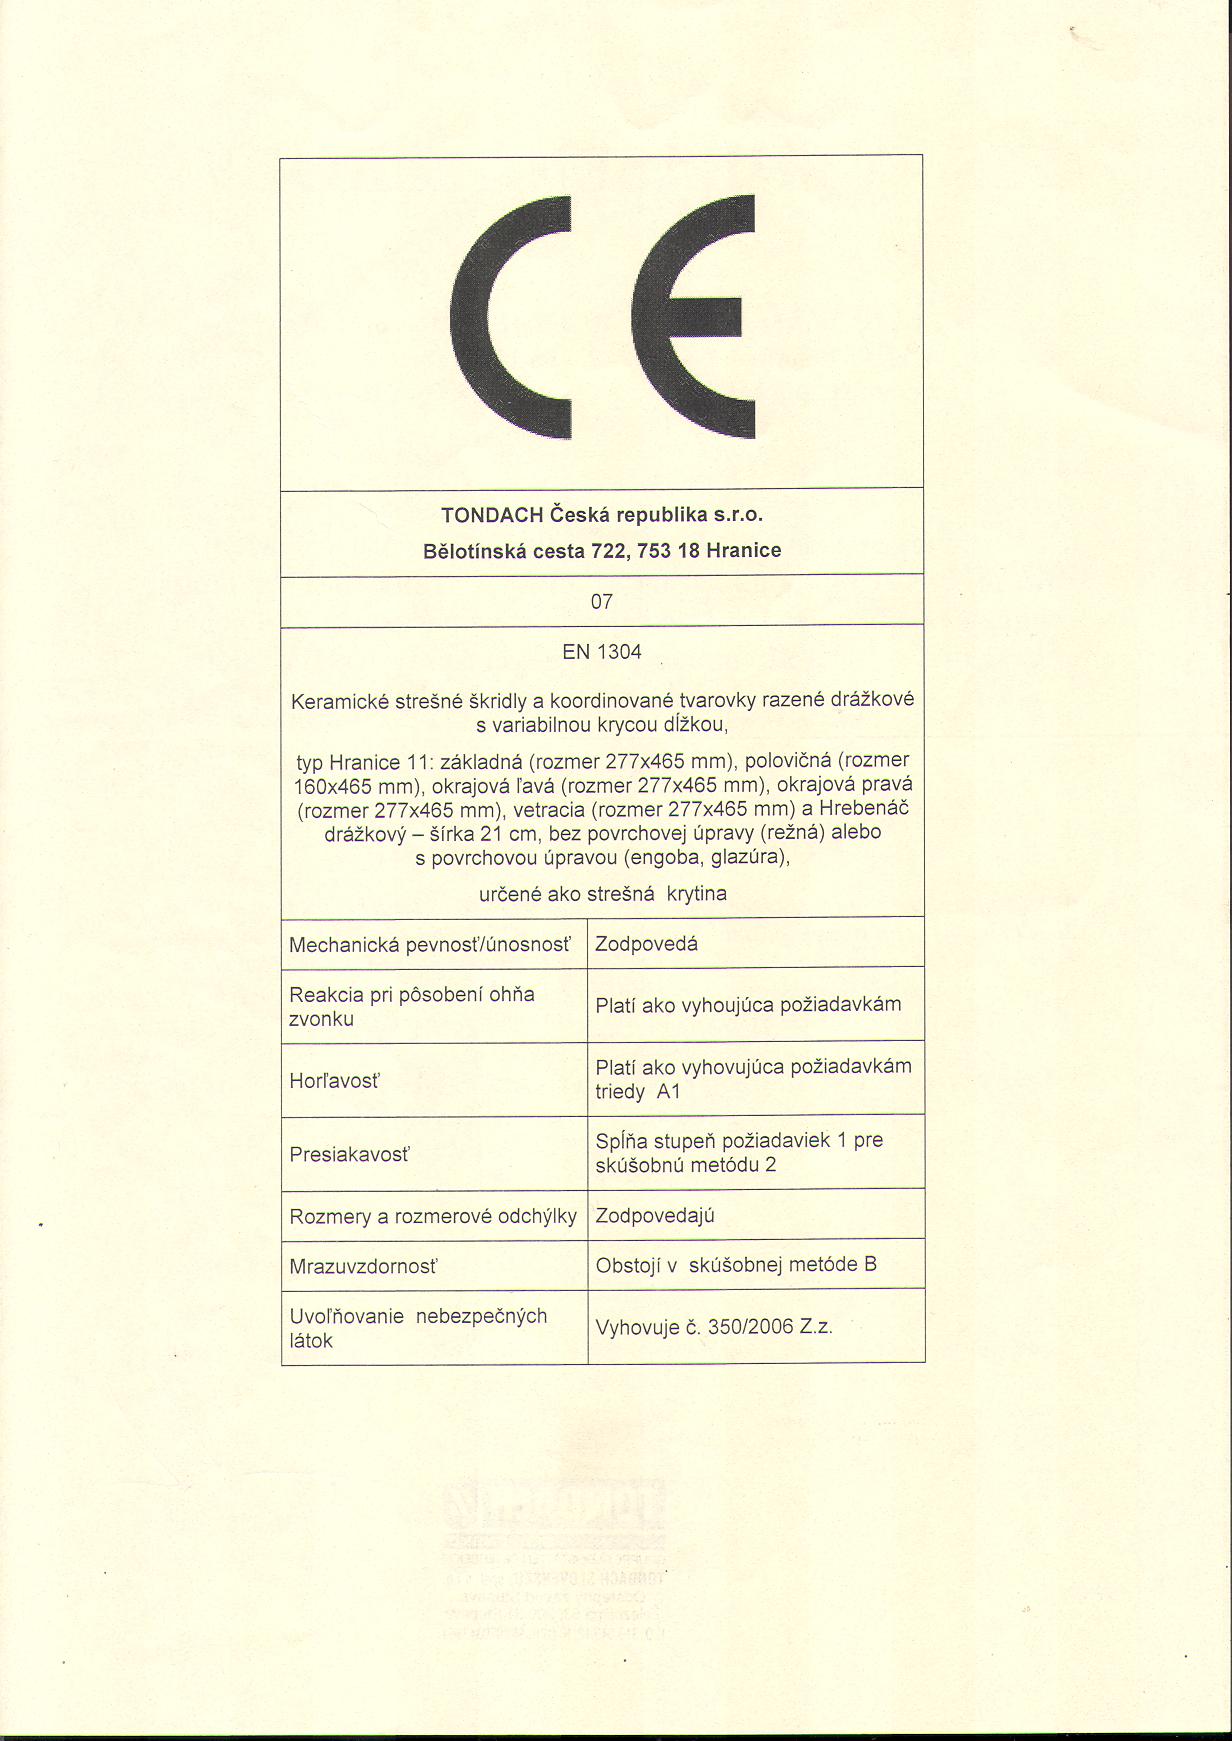 CE
TONDACH Česká republika s.r.o.
Bělotínská cesta 722, 753 18 Hranice
07
EN 1304
Keramické strešné škridly a koordinované tvarovky razené drážkové
s variabilnou krycou dĺžkou,
typ Hranice 11: základná (rozmer 277x465 mm), polovičná (rozmer
160x465 mm), okrajová ľavá (rozmer 277x465 mm), okrajová pravá
(rozmer 277x465 mm), vetracia (rozmer 277x465 mm) a Hrebenáč
drážkový – šírka 21 cm, bez povrchovej úpravy (režná) alebo
s povrchovou úpravou (engoba, glazúra),
určené ako strešná krytina
Mechanická pevnosť/únosnosť Zodpovedá
Reakcia pri pôsobení ohňa
zvonku
Platí ako vyhoujúca požiadavkám
Horľavosť
Platí ako vyhovujúca požiadavkám
triedy A1
Presiakavosť
Spĺňa stupeň požiadaviek 1 pre
skúšobnú metódu 2
Rozmery a rozmerové odchýlky Zodpovedajú
Mrazuvzdornosť Obstojí v skúšobnej metóde B
Uvoľňovanie nebezpečných
látok
Vyhovuje č. 350/2006 Z.z.